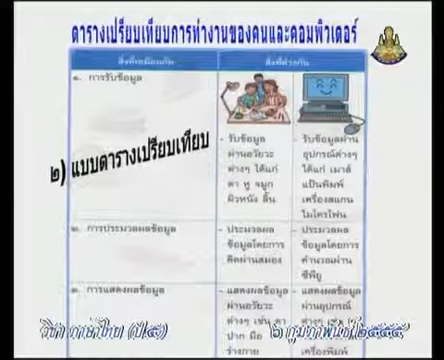 ตารางเปรียบเทียบการทำงานของคนและคอมพิวเตอร์
สิ่งที่เหมือนกัน
สิ่งที่ต่างกัน
๑. การรับข้อมูล
- รับข้อมูล
ผ่านอวัยวะ
ต่างๆ ได้แก่
ตา หู จมูก
ผิวหนัง ลิ้น
- รับข้อมูลผ่าน
อุปกรณ์ต่างๆ
ได้แก่ เมาส์
แป้นพิมพ์
เครื่องสแกน
ไมโครโฟน
๒) แบบตารางเปรียบเทียบ
๒. การประมวลผลข้อมูล
- ประมวลผล
ข้อมูลโดยการ
คิดผ่านสมอง
- ประมวลผล
ข้อมูลโดยการ
คำนวณผ่าน
ซีพียู
๓. การแสดงผลข้อมูล
- แสดงผลข้อมูล
ผ่านอวัยวะ
ต่างๆ เช่น ตา
ปาก มือ
ร่างกาย
- แสดงผลข้อมูล
ผ่านอุปกรณ์
ต่างๆ เช่น
เครื่องพิมพ์
วิชา ภาษาไทย (ป.๕)
๒ กุมภาพันธ์ ๒๕๕๕